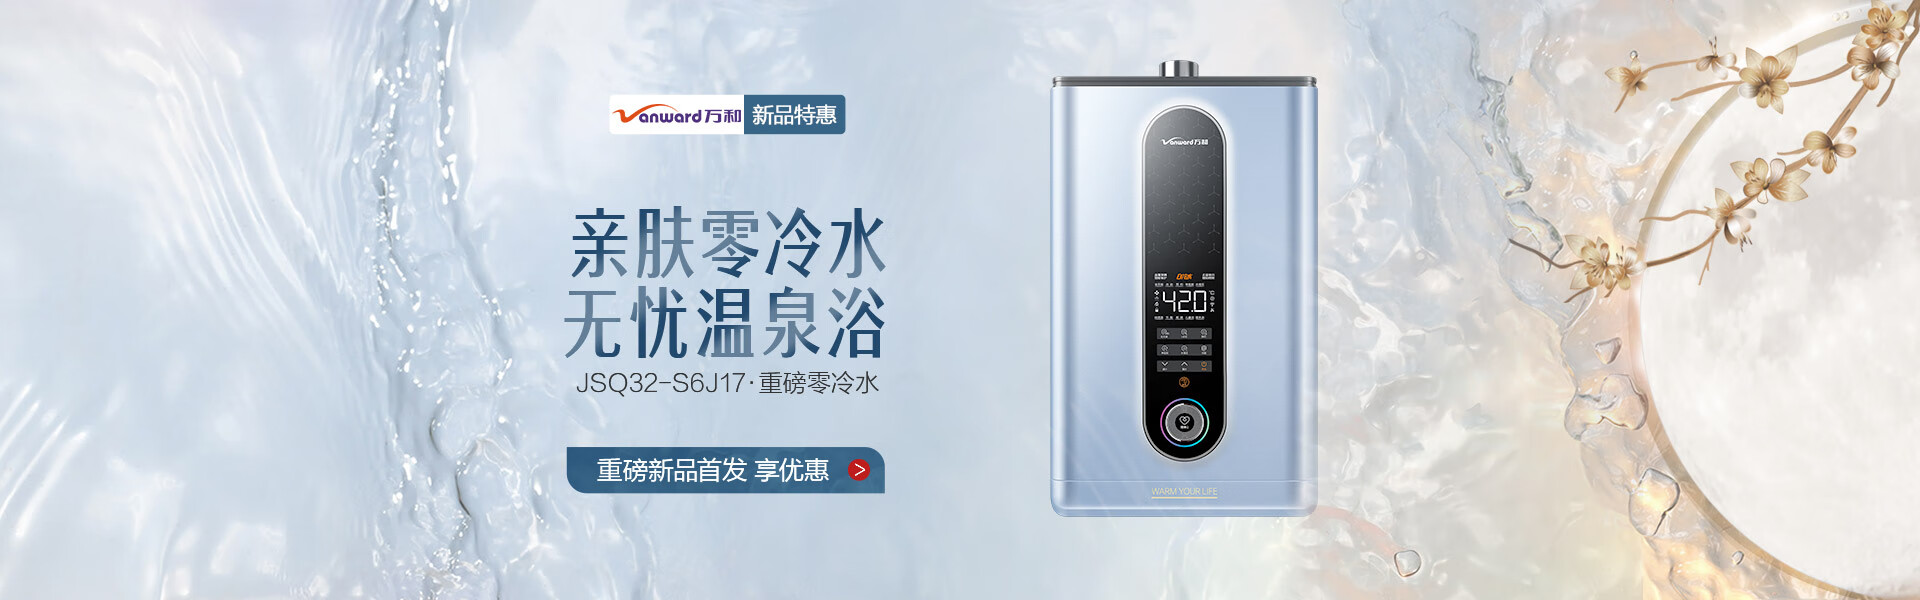 Vanward万和 新品特惠
亲肤零冷水
无忧温泉浴
JSQ32-S6J17·重磅零冷水
重磅新品首发 享优惠 >
Vanward万和
42.0
WARM YOUR LIFE